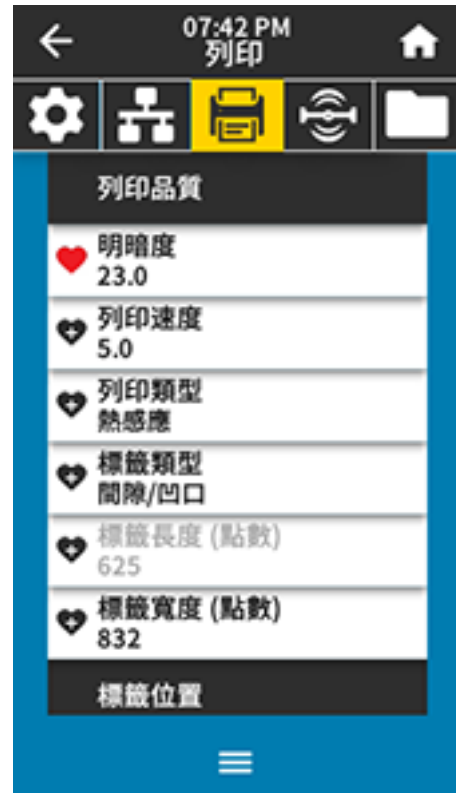 07:42 PM
列印
列印品質
明暗度
23.0
列印速度
5.0
列印類型
熱感應
標籤類型
間隙/凹口
標籤長度 (點數)
625
標籤寬度 (點數)
832
標籤位置